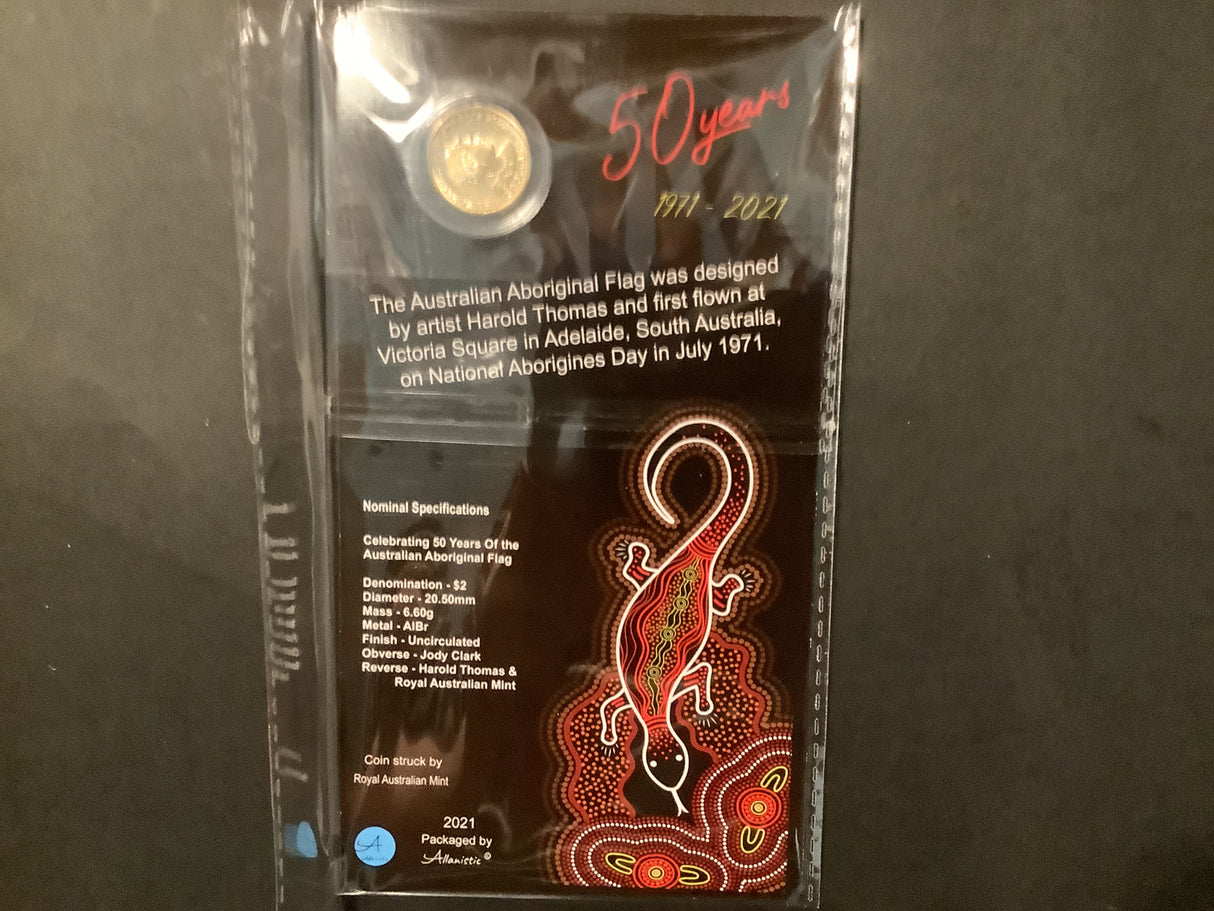 50 years
1971 - 2021
The Australian Aboriginal Flag was designed
by artist Harold Thomas and first flown at
Victoria Square in Adelaide, South Australia,
on National Aborigines Day in July 1971.
Nominal Specifications
Celebrating 50 Years Of the
Australian Aboriginal Flag
Denomination - $2
Diameter - 20.50mm
Mass - 6.60g
Metal - AlBr
Finish - Uncirculated
Obverse - Jody Clark
Reverse - Harold Thomas &
Royal Australian Mint
Coin struck by
Royal Australian Mint
2021
Packaged by
Allanistic ©
A